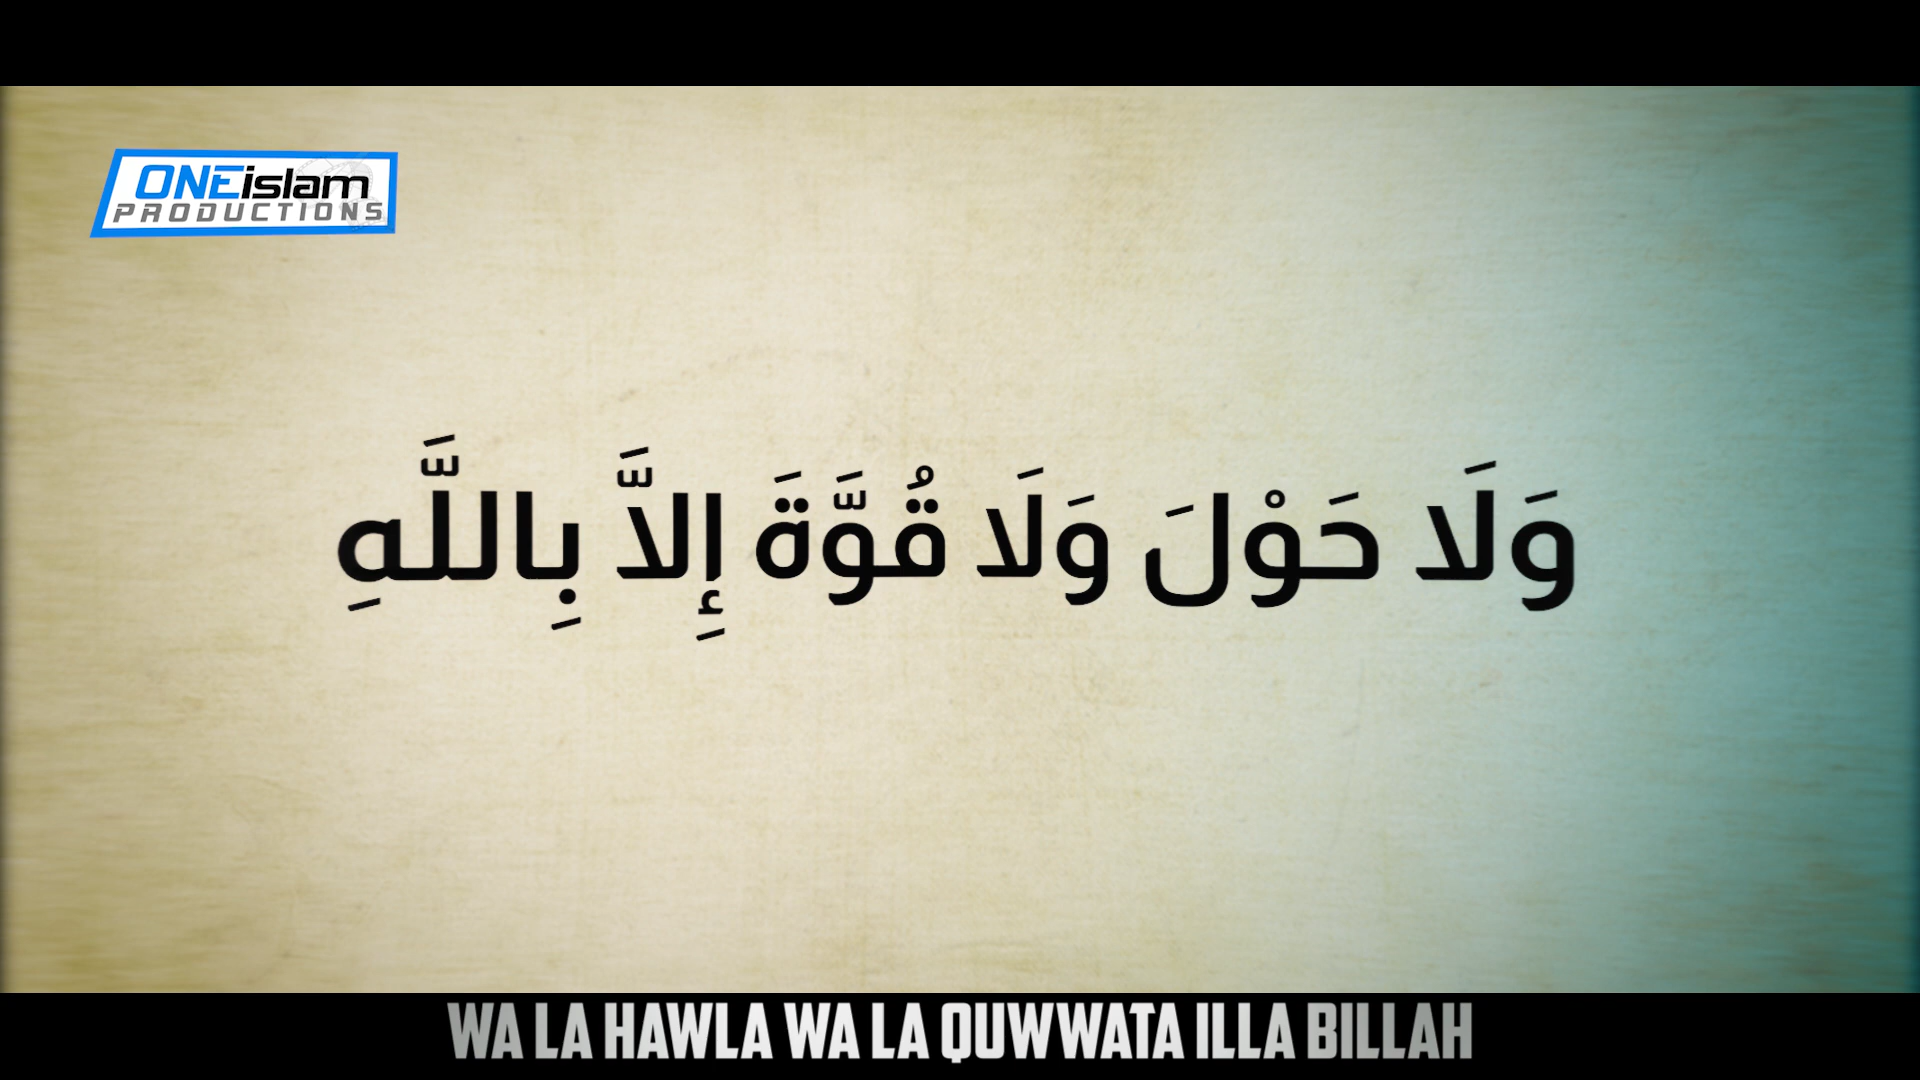 ONEislam
PRODUCTIONS
وَلَا حَوْلَ وَلَا قُوَّةَ إِلاَّ بِاللَّهِ
WA LA HAWLA WA LA QUWWATA ILLA BILLAH